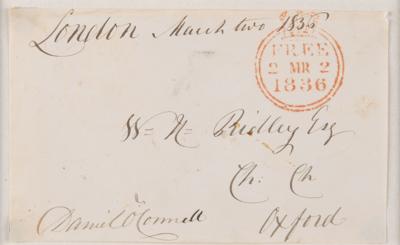 London March two 1836
FREE
2 MR 2
1836
W= H= Ridley Esq
Ch. Ch
Daniel O'Connell Oxford